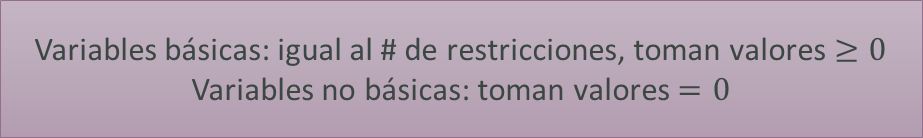 Variables básicas: igual al # de restricciones, toman valores ≥ 0
Variables no básicas: toman valores = 0